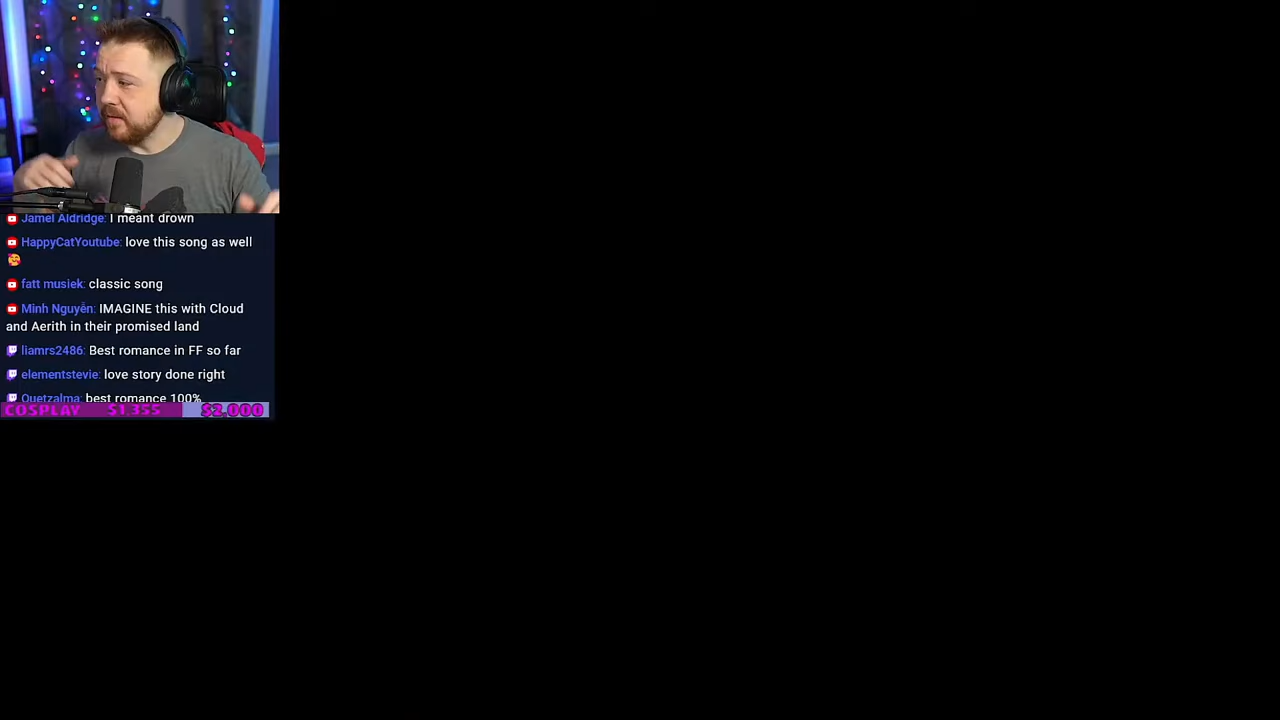 Jamel Aldridge: I meant drown
HappyCatYoutube: love this song as well
🥰
fatt musiek: classic song
Minh Nguyễn: IMAGINE this with Cloud
and Aerith in their promised land
liamrs2486: Best romance in FF so far
elementstevie: love story done right
Quetzalma: best romance 100%
COSPLAY $1,355 $2,000